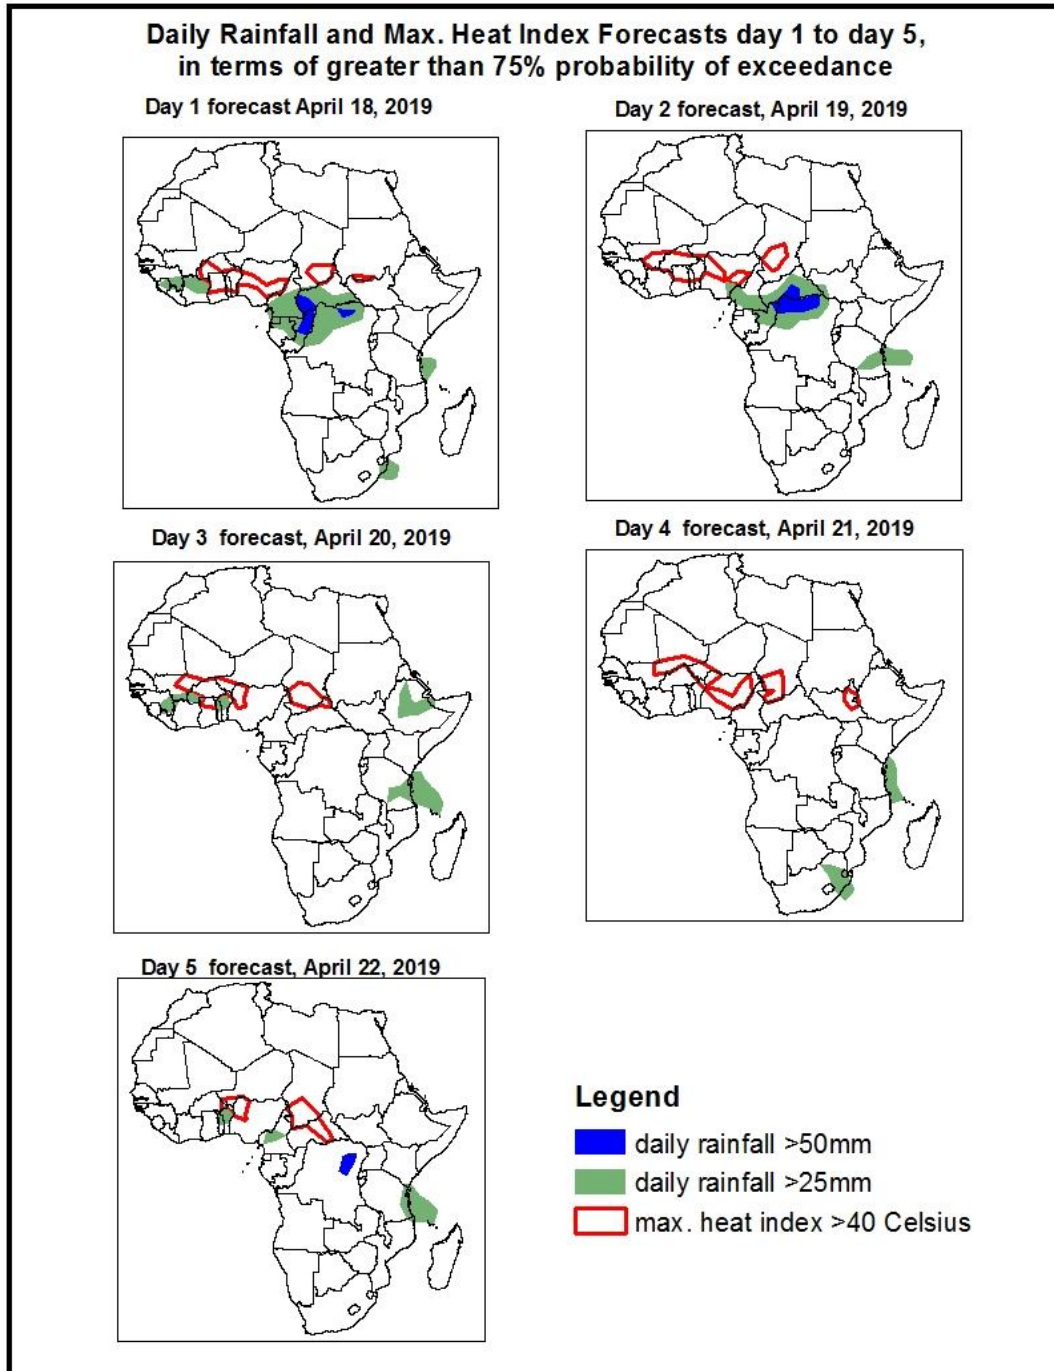 Daily Rainfall and Max. Heat Index Forecasts day 1 to day 5,
in terms of greater than 75% probability of exceedance
Day 1 forecast April 18, 2019
Day 2 forecast, April 19, 2019
Day 3 forecast, April 20, 2019
Day 4 forecast, April 21, 2019
Day 5 forecast, April 22, 2019
Legend
daily rainfall >50mm
daily rainfall >25mm
max. heat index >40 Celsius